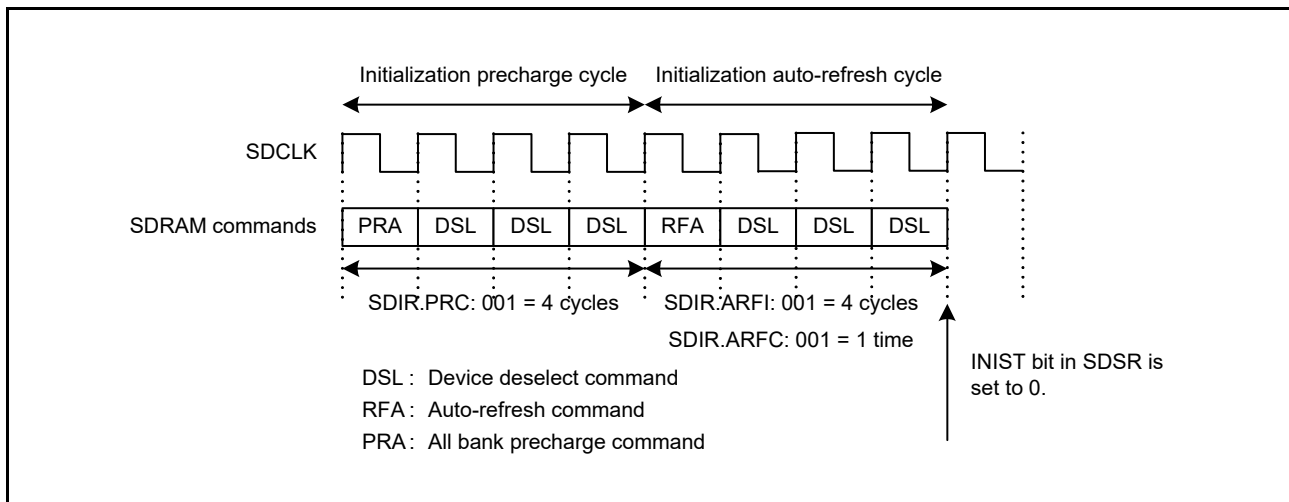 Initialization precharge cycle Initialization auto-refresh cycle
SDCLK
SDRAM commands PRA DSL DSL DSL RFA DSL DSL DSL
SDIR.PRC: 001 = 4 cycles SDIR.ARFI: 001 = 4 cycles
SDIR.ARFC: 001 = 1 time
INIST bit in SDSR is
set to 0.
DSL : Device deselect command
RFA : Auto-refresh command
PRA : All bank precharge command